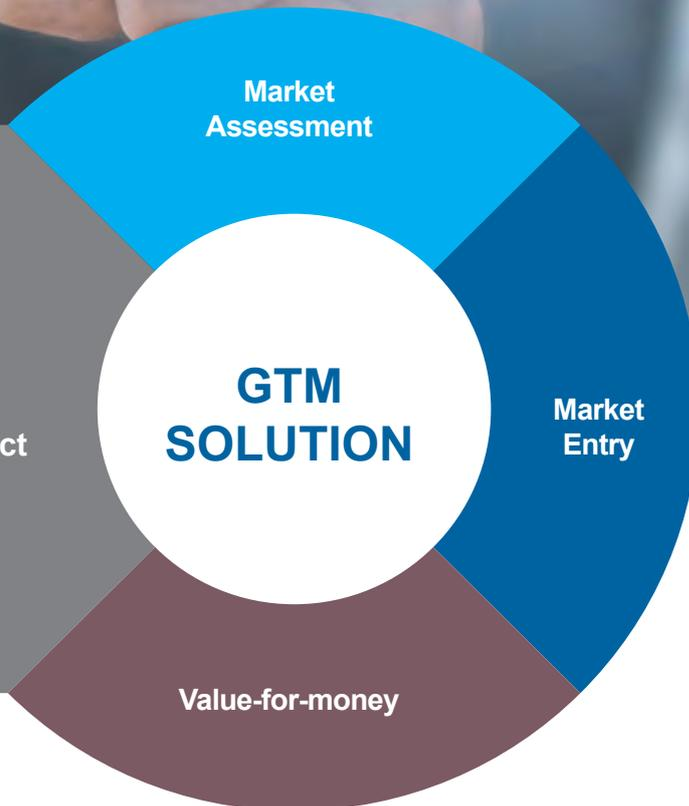 Market
Assessment
GTM
SOLUTION
Market
Entry
Value-for-money